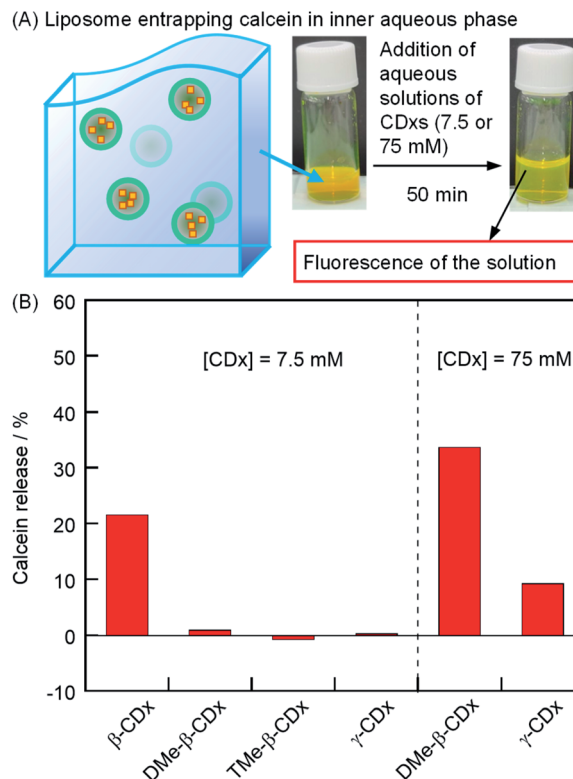 (A) Liposome entrapping calcein in inner aqueous phase
Addition of
aqueous
solutions of
CDxs (7.5 or
75 mM)
50 min
Fluorescence of the solution
(B)
60
50
40
30
20
10
0
-10
Calcein release / %
[CDx] = 7.5 mM
[CDx] = 75 mM
β-CDx
DMe-β-CDx
TMe-β-CDx
γ-CDx
DMe-β-CDx
γ-CDx